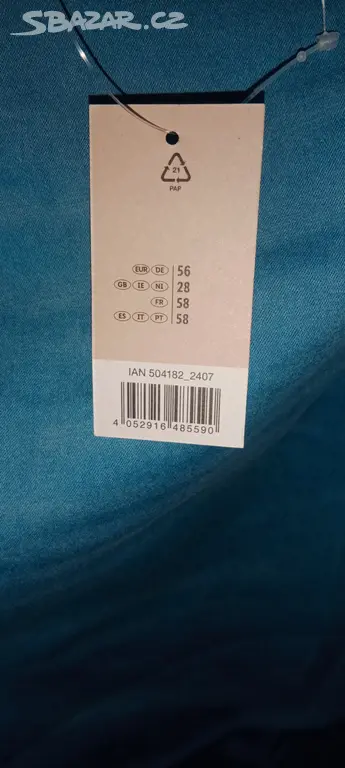 SBAZAR.CZ
21
PAP
EUR DE 56
GB IE NI 28
FR 58
ES IT PT 58
IAN 504182_2407
4 052916 485590